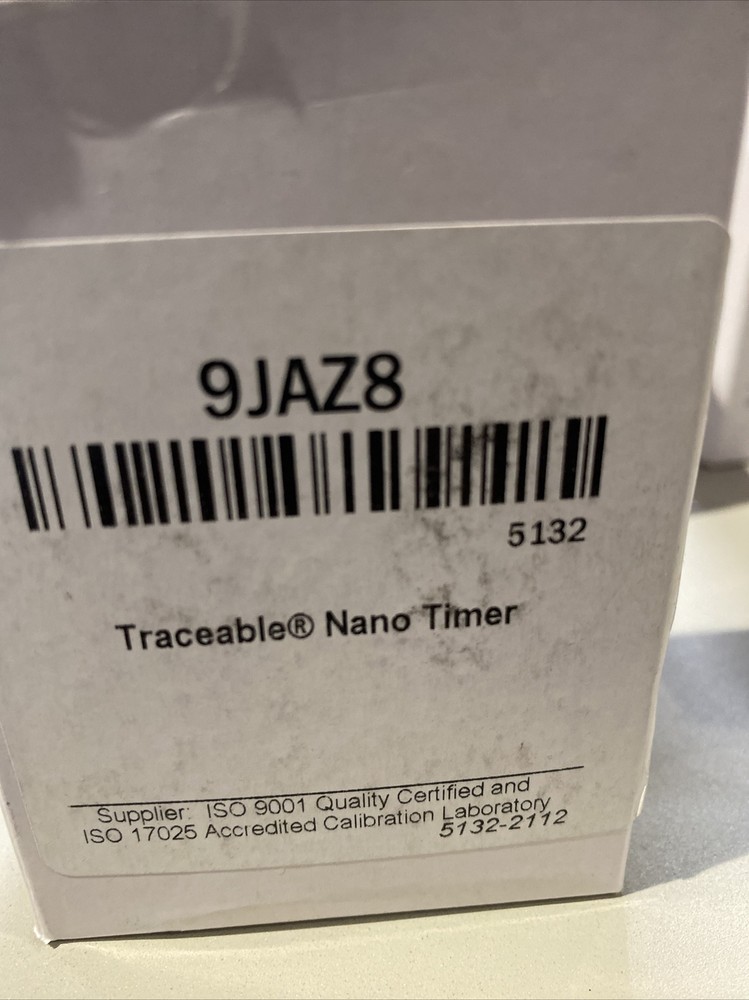 9JAZ8
5132
Traceable® Nano Timer
Supplier: ISO 9001 Quality Certified and
ISO 17025 Accredited Calibration Laboratory
5132-2112